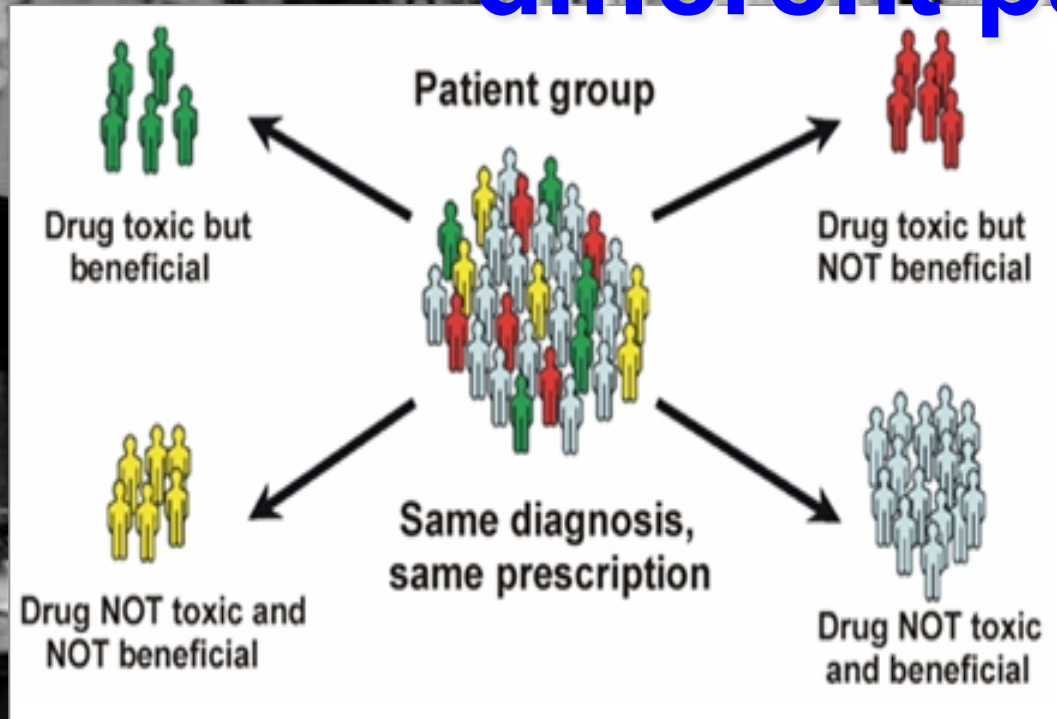 different
Patient group
Drug toxic but
beneficial
Drug toxic but
NOT beneficial
Same diagnosis,
same prescription
Drug NOT toxic and
NOT beneficial
Drug NOT toxic
and beneficial